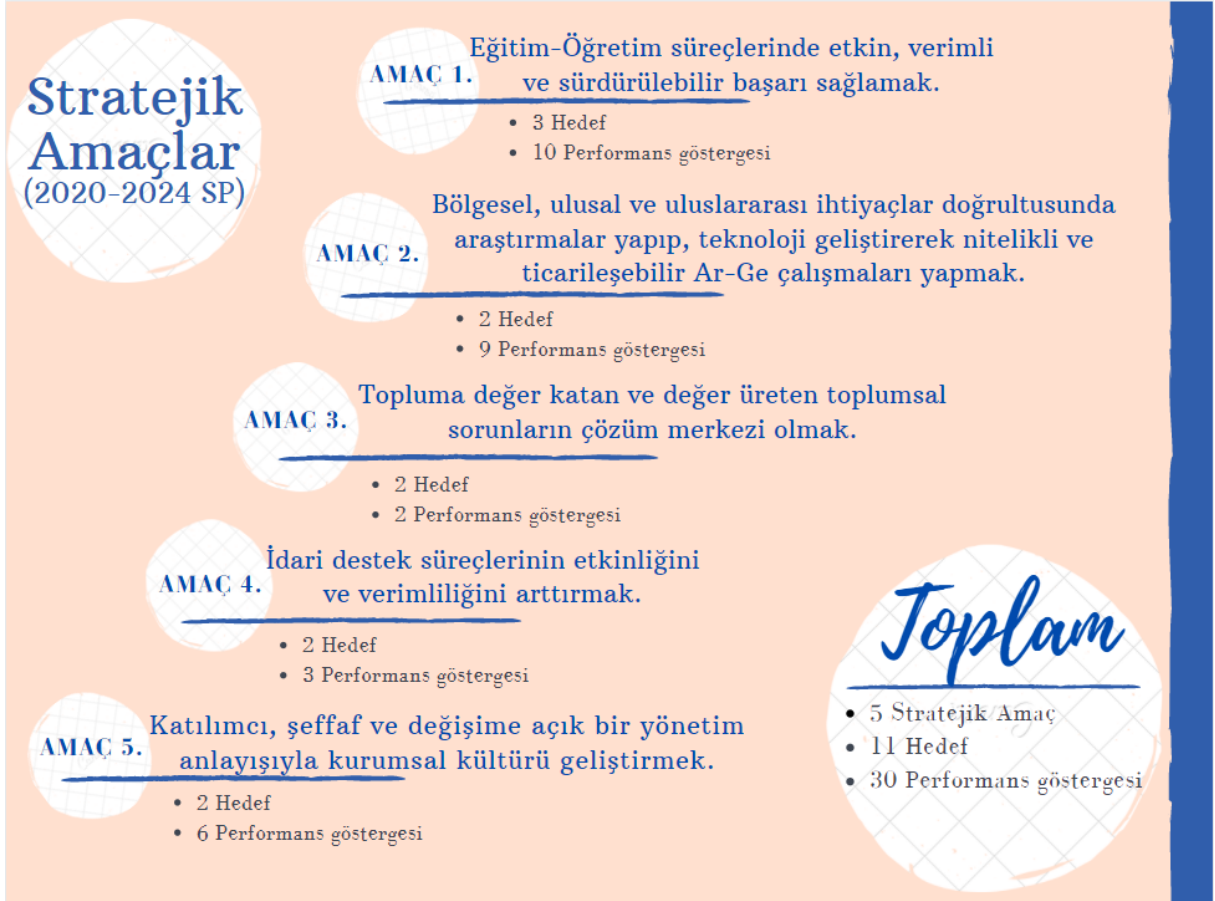 Stratejik
Amaçlar
(2020-2024 SP)
AMAÇ 1.
Eğitim-Öğretim süreçlerinde etkin, verimli
ve sürdürülebilir başarı sağlamak.
• 3 Hedef
• 10 Performans göstergesi
AMAÇ 2.
Bölgesel, ulusal ve uluslararası ihtiyaçlar doğrultusunda
araştırmalar yapıp, teknoloji geliştirerek nitelikli ve
ticarileşebilir Ar-Ge çalışmaları yapmak.
• 2 Hedef
• 9 Performans göstergesi
AMAÇ 3.
Topluma değer katan ve değer üreten toplumsal
sorunların çözüm merkezi olmak.
• 2 Hedef
• 2 Performans göstergesi
AMAÇ 4.
İdari destek süreçlerinin etkinliğini
ve verimliliğini arttırmak.
• 2 Hedef
• 3 Performans göstergesi
AMAÇ 5.
Katılımcı, şeffaf ve değişime açık bir yönetim
anlayışıyla kurumsal kültürü geliştirmek.
• 2 Hedef
• 6 Performans göstergesi
Toplam
• 5 Stratejik Amaç
• 11 Hedef
• 30 Performans göstergesi